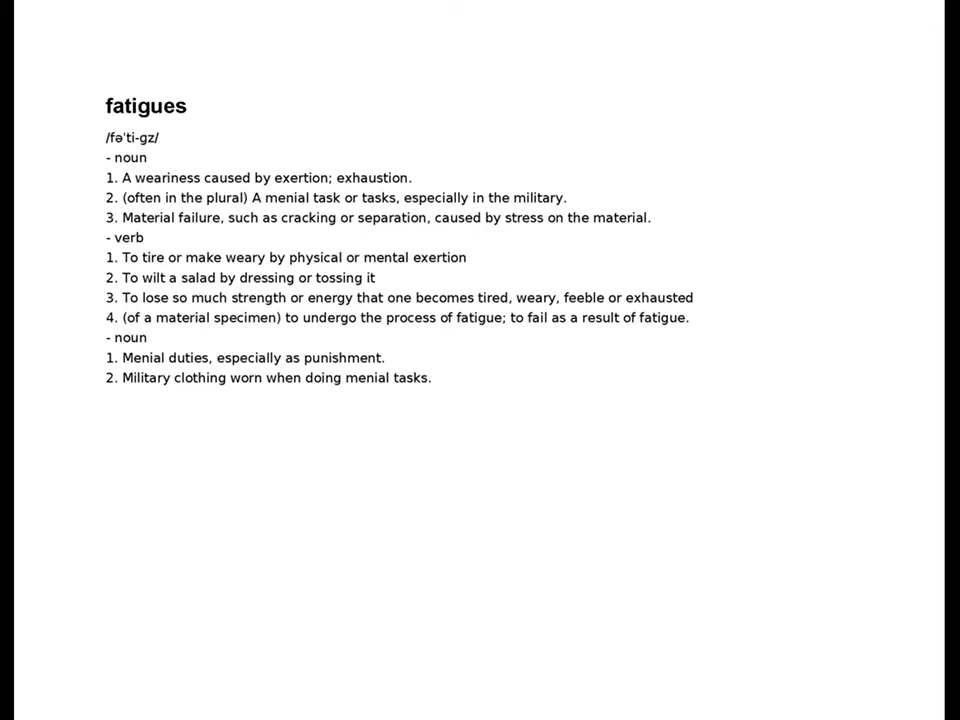 fatigues
/fəˈti-gz/
- noun
1. A weariness caused by exertion; exhaustion.
2. (often in the plural) A menial task or tasks, especially in the military.
3. Material failure, such as cracking or separation, caused by stress on the material.
- verb
1. To tire or make weary by physical or mental exertion
2. To wilt a salad by dressing or tossing it
3. To lose so much strength or energy that one becomes tired, weary, feeble or exhausted
4. (of a material specimen) to undergo the process of fatigue; to fail as a result of fatigue.
- noun
1. Menial duties, especially as punishment.
2. Military clothing worn when doing menial tasks.